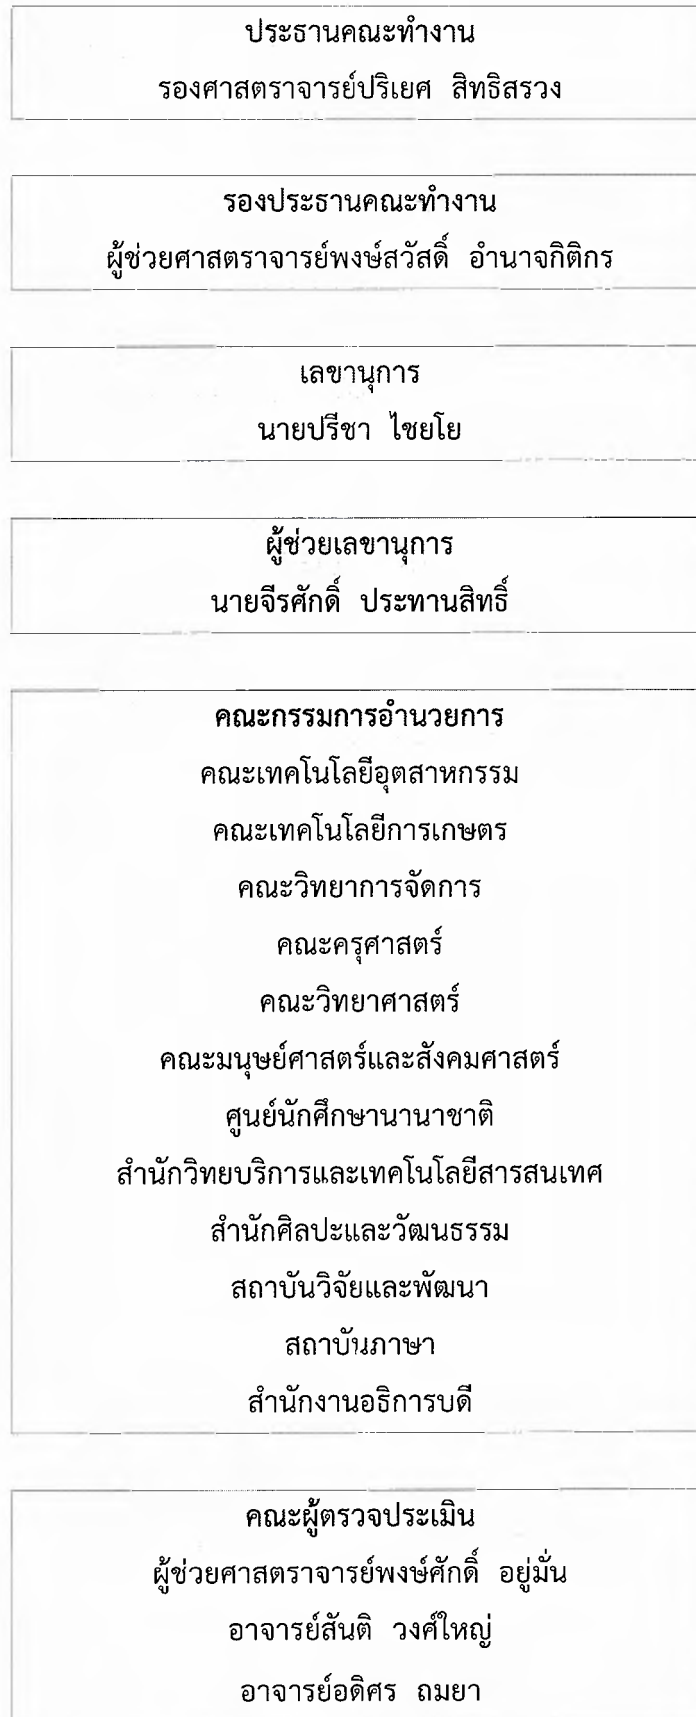 ประธานคณะทำงาน
รองศาสตราจารย์ปริเยศ สิทธิสรวง
รองประธานคณะทำงาน
ผู้ช่วยศาสตราจารย์พงษ์สวัสดิ์ อำนาจกิติกร
เลขานุการ
นายปรีชา ไชยโย
ผู้ช่วยเลขานุการ
นายจีรศักดิ์ ประทานสิทธิ์
คณะกรรมการอำนวยการ
คณะเทคโนโลยีอุตสาหกรรม
คณะเทคโนโลยีการเกษตร
คณะวิทยาการจัดการ
คณะครุศาสตร์
คณะวิทยาศาสตร์
คณะมนุษย์ศาสตร์และสังคมศาสตร์
ศูนย์นักศึกษานานาชาติ
สำนักวิทยบริการและเทคโนโลยีสารสนเทศ
สำนักศิลปะและวัฒนธรรม
สถาบันวิจัยและพัฒนา
สถาบันภาษา
สำนักงานอธิการบดี
คณะผู้ตรวจประเมิน
ผู้ช่วยศาสตราจารย์พงษ์ศักดิ์ อยู่มั่น
อาจารย์สันติ วงศ์ใหญ่
อาจารย์อดิศร ถมยา